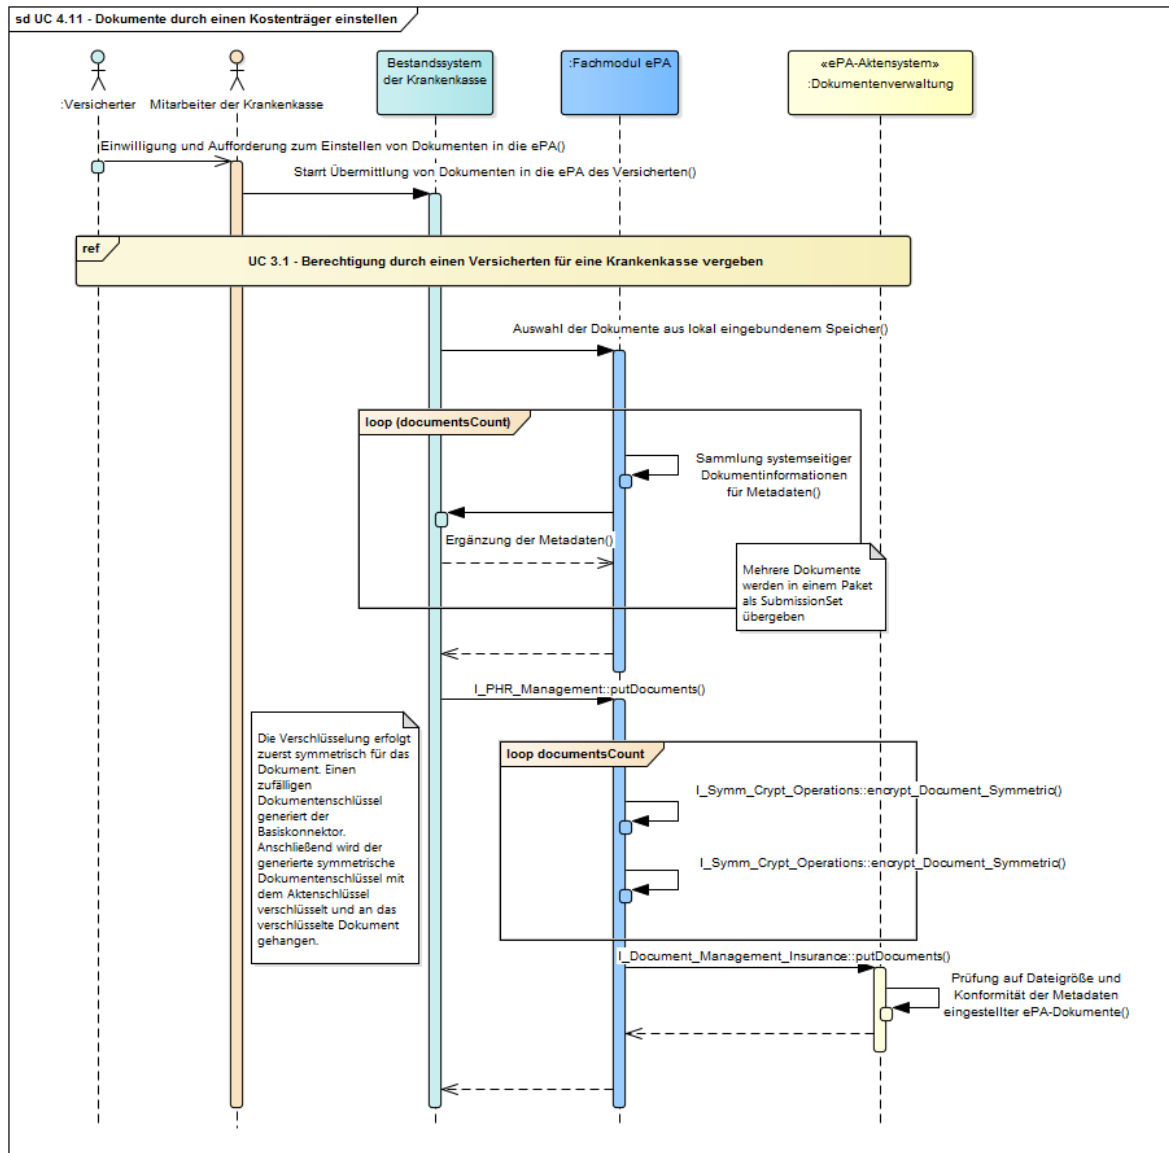 sd UC 4.11 - Dokumente durch einen Kostenträger einstellen
:Versicherter
Mitarbeiter der Krankenkasse
Bestandssystem
der Krankenkasse
:Fachmodul ePA
«ePA-Aktensystem»
:Dokumentenverwaltung
Einwilligung und Aufforderung zum Einstellen von Dokumenten in die ePA()
Starrt Übermittlung von Dokumenten in die ePA des Versicherten()
ref
UC 3.1 - Berechtigung durch einen Versicherten für eine Krankenkasse vergeben
Auswahl der Dokumente aus lokal eingebundenem Speicher()
loop (documentsCount)
Sammlung systemseitiger
Dokumentinformationen
für Metadaten()
Ergänzung der Metadaten()
Mehrere Dokumente
werden in einem Paket
als SubmissionSet
übergeben
I_PHR_Management::putDocuments()
Die Verschlüsselung erfolgt
zuerst symmetrisch für das
Dokument. Einen
zufälligen
Dokumentenschlüssel
generiert der
Basiskonnektor.
Anschließend wird der
generierte symmetrische
Dokumentenschlüssel mit
dem Aktenschlüssel
verschlüsselt und an das
verschlüsselte Dokument
gehangen.
loop documentsCount
I_Symm_Crypt_Operations::encrypt_Document_Symmetric()
I_Symm_Crypt_Operations::encrypt_Document_Symmetric()
I_Document_Management_Insurance::putDocuments()
Prüfung auf Dateigröße und
Konformität der Metadaten
eingestellter ePA-Dokumente()